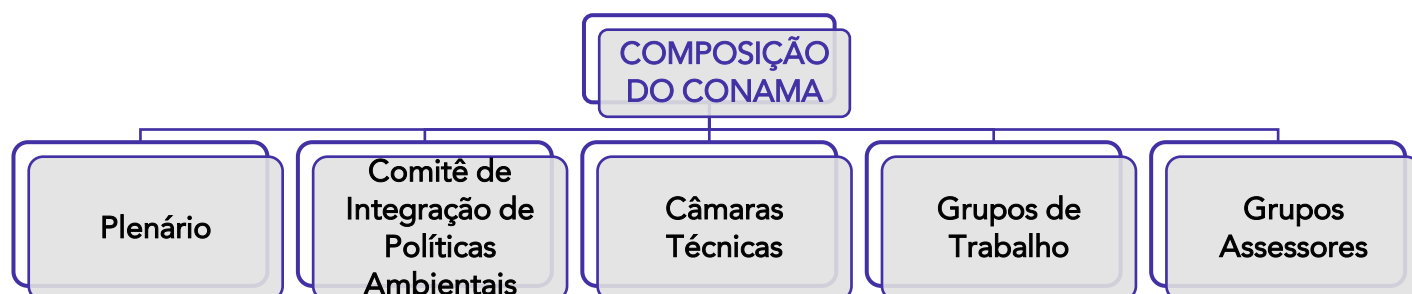 COMPOSIÇÃO
DO CONAMA
Plenário
Comitê de
Integração de
Políticas
Ambientais
Câmaras
Técnicas
Grupos de
Trabalho
Grupos
Assessores